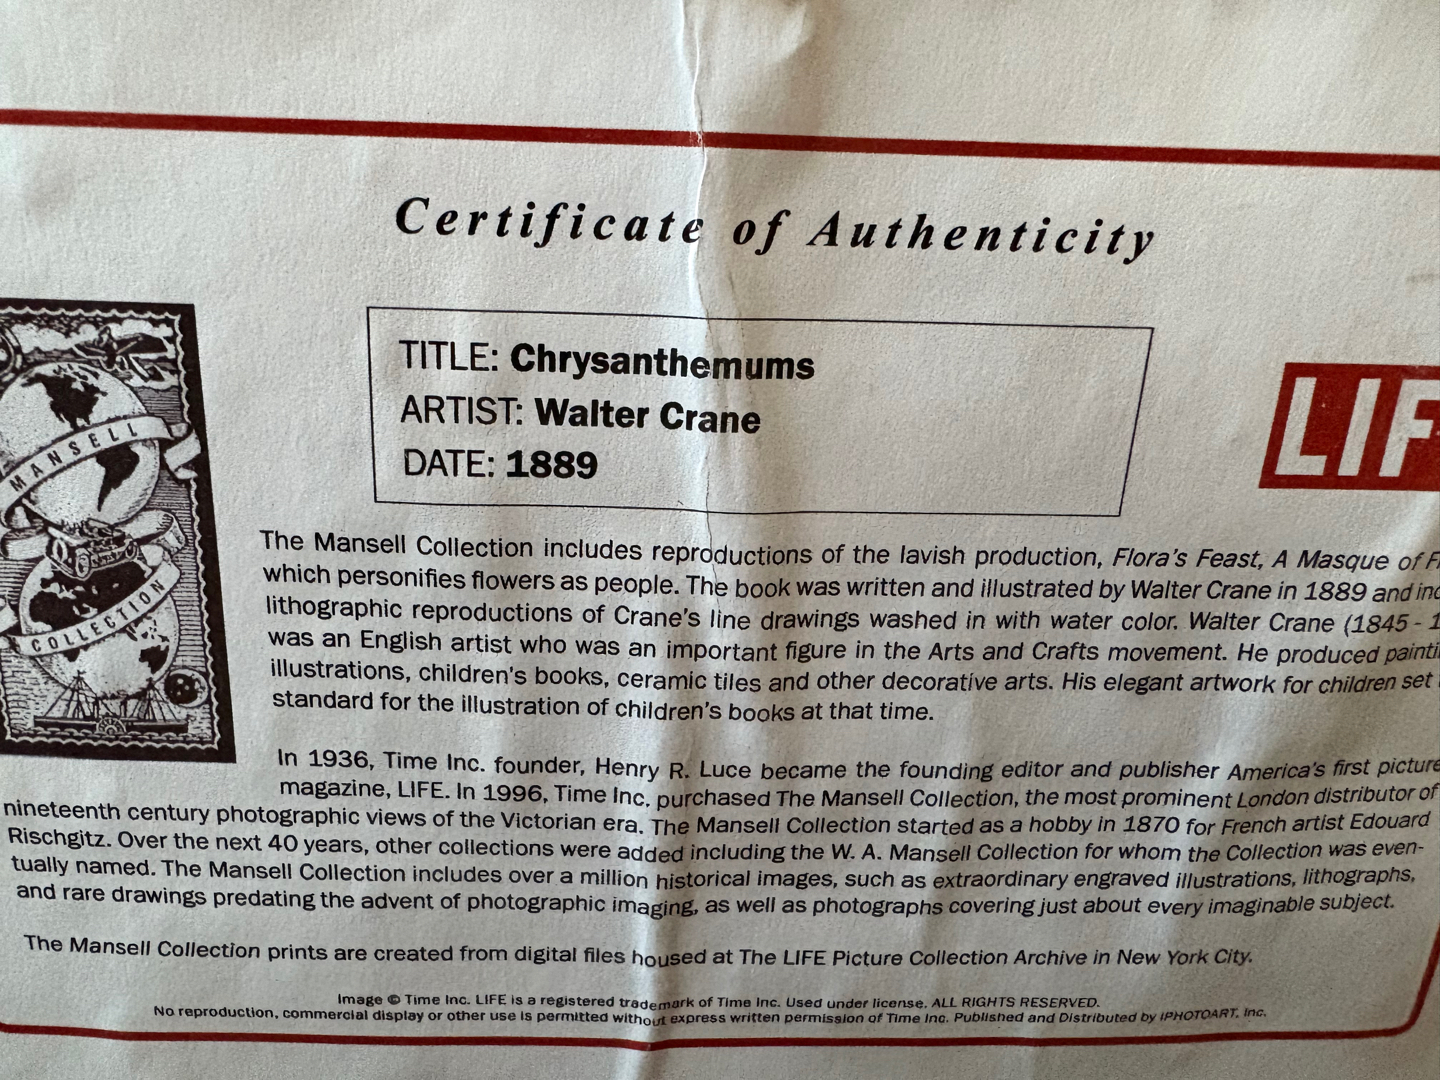 Certificate of Authenticity
TITLE: Chrysanthemums
ARTIST: Walter Crane
DATE: 1889
MANSELL
COLLECTION
LIF
The Mansell Collection includes reproductions of the lavish production, Flora's Feast, A Masque of
which personifies flowers as people. The book was written and illustrated by Walter Crane in 1889 and
lithographic reproductions of Crane's line drawings washed in with water color. Walter Crane (1845 -
was an English artist who was an important figure in the Arts and Crafts movement. He produced
illustrations, children's books, ceramic tiles and other decorative arts. His elegant artwork for children set
standard for the illustration of children's books at that time.
In 1936, Time Inc. founder, Henry R. Luce became the founding editor and publisher America's first picture
magazine, LIFE. In 1996, Time Inc. purchased The Mansell Collection, the most prominent London distributor of
nineteenth century photographic views of the Victorian era. The Mansell Collection started as a hobby in 1870 for French artist Edouard
Rischgitz. Over the next 40 years, other collections were added including the W. A. Mansell Collection for whom the Collection was even-
tually named. The Mansell Collection includes over a million historical images, such as extraordinary engraved illustrations, lithographs,
and rare drawings predating the advent of photographic imaging, as well as photographs covering just about every imaginable subject.
The Mansell Collection prints are created from digital files housed at The LIFE Picture Collection Archive in New York City.
Image © Time Inc. LIFE is a registered trademark of Time Inc. Used under license. ALL RIGHTS RESERVED.
No reproduction, commercial display or other use is permitted without express written permission of Time Inc. Published and Distributed by IPHOTOART, Inc.